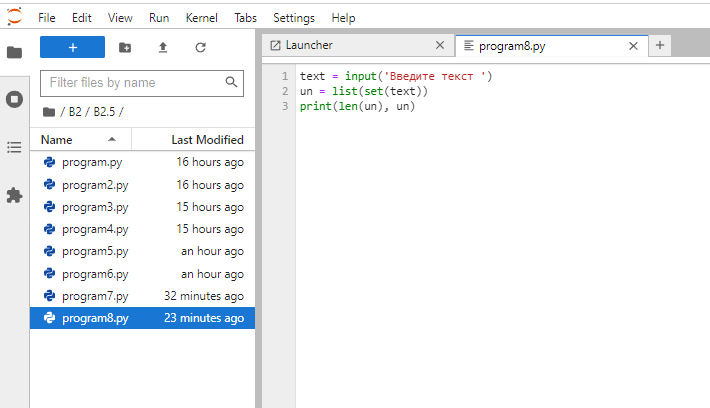 File Edit View Run Kernel Tabs Settings Help
+
Filter files by name
/ B2 / B2.5 /
Name Last Modified
program.py 16 hours ago
program2.py 16 hours ago
program3.py 15 hours ago
program4.py 15 hours ago
program5.py an hour ago
program6.py an hour ago
program7.py 32 minutes ago
program8.py 23 minutes ago
Launcher × program8.py × +
1 text = input('Введите текст ')
2 un = list(set(text))
3 print(len(un), un)